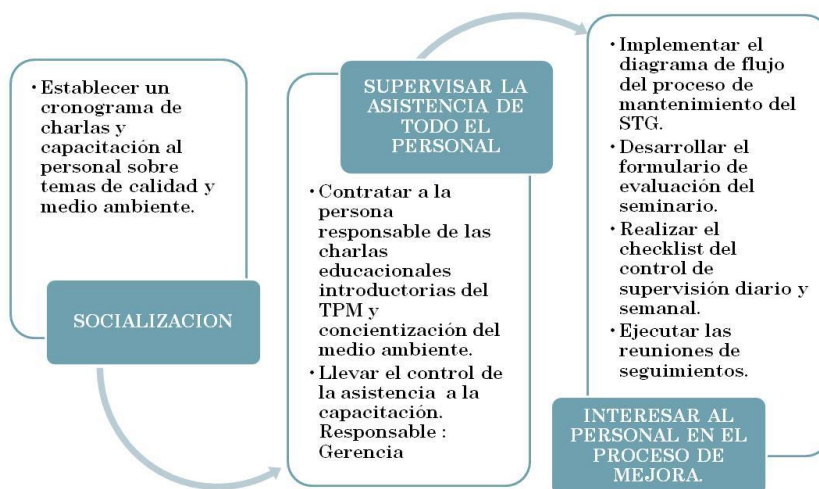 · Establecer un
cronograma de
charlas y
capacitación al
personal sobre
temas de calidad y
medio ambiente.
SOCIALIZACION
SUPERVISAR LA
ASISTENCIA DE
TODO EL
PERSONAL
· Contratar a la
persona
responsable de las
charlas
educacionales
introductorias del
TPM y
concientización del
medio ambiente.
· Llevar el control de
la asistencia a la
capacitación.
Responsable :
Gerencia
· Implementar el
diagrama de flujo
del proceso de
mantenimiento del
STG.
· Desarrollar el
formulario de
evaluación del
seminario.
· Realizar el
checklist del
control de
supervisión diario y
semanal.
· Ejecutar las
reuniones de
seguimientos.
INTERESAR AL
PERSONAL EN EL
PROCESO DE
MEJORA.